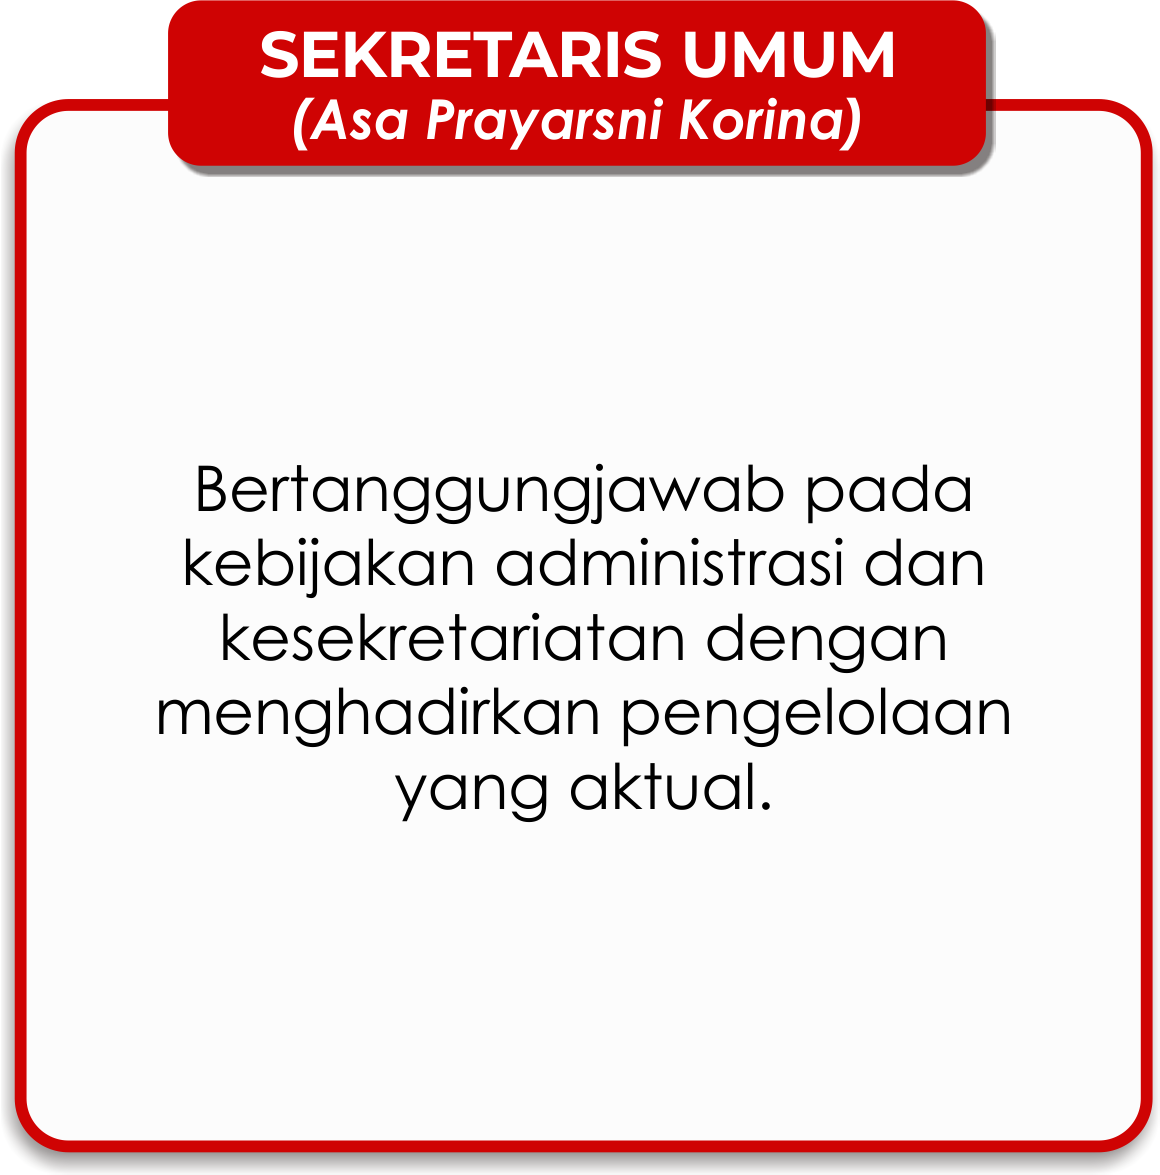 SEKRETARIS UMUM
(Asa Prayarsni Korina)
Bertanggungjawab pada
kebijakan administrasi dan
kesekretariatan dengan
menghadirkan pengelolaan
yang aktual.